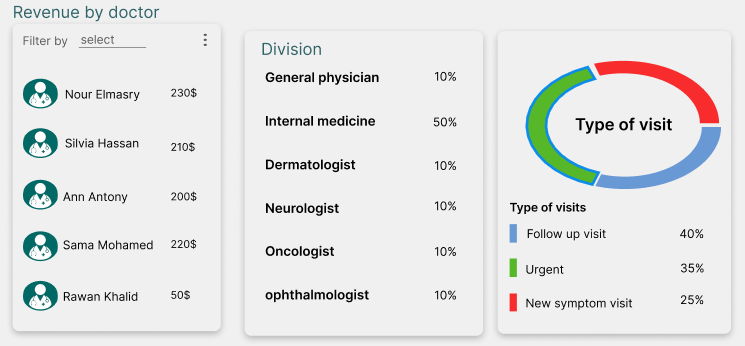 Revenue by doctor
Filter by select
Nour Elmasry 230$
Silvia Hassan 210$
Ann Antony 200$
Sama Mohamed 220$
Rawan Khalid 50$
Division
General physician 10%
Internal medicine 50%
Dermatologist 10%
Neurologist 10%
Oncologist 10%
ophthalmologist 10%
Type of visit
Type of visits
Follow up visit 40%
Urgent 35%
New symptom visit 25%